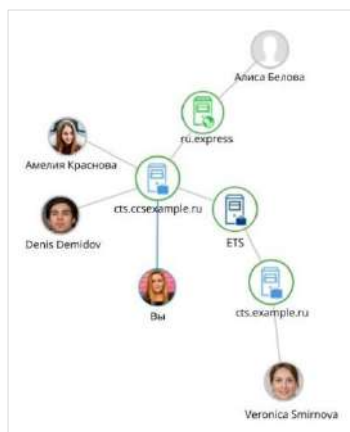 Алиса Белова
ru.express
Амелия Краснова
cts.ccsexample.ru
Denis Demidov
ETS
Вы
cts.example.ru
Veronica Smirnova